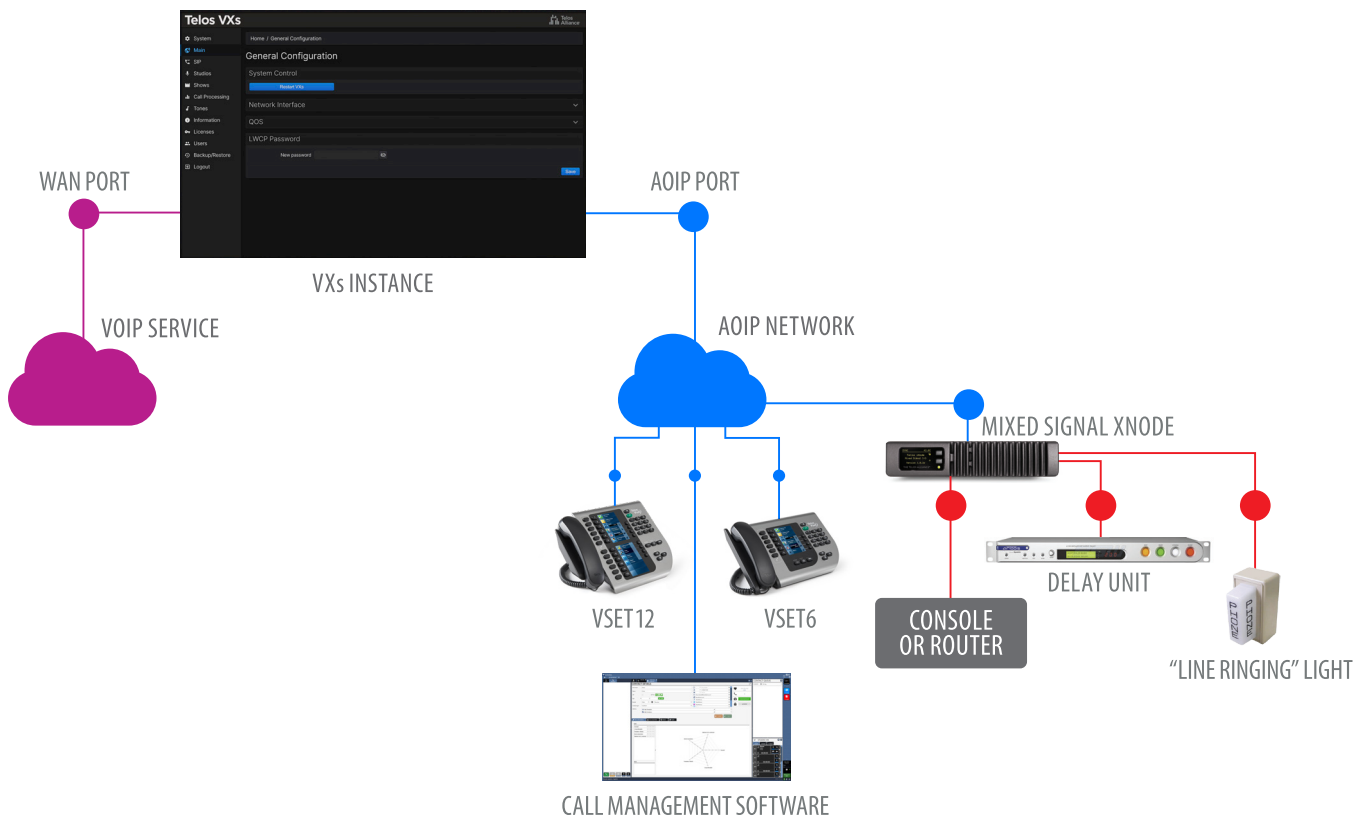 Telos VXs
Telos
Alliance
System
Main
SIP
Studios
Shows
Call Processing
Tones
Information
Licenses
Users
Backup/Restore
Logout
Home / General Configuration
General Configuration
System Control
Restart VXs
Network Interface
QOS
LWCP Password
New password
Save
WAN PORT
AOIP PORT
VXs INSTANCE
VOIP SERVICE
AOIP NETWORK
MIXED SIGNAL XNODE
VSET12
VSET6
CONSOLE
OR ROUTER
DELAY UNIT
“LINE RINGING” LIGHT
CALL MANAGEMENT SOFTWARE